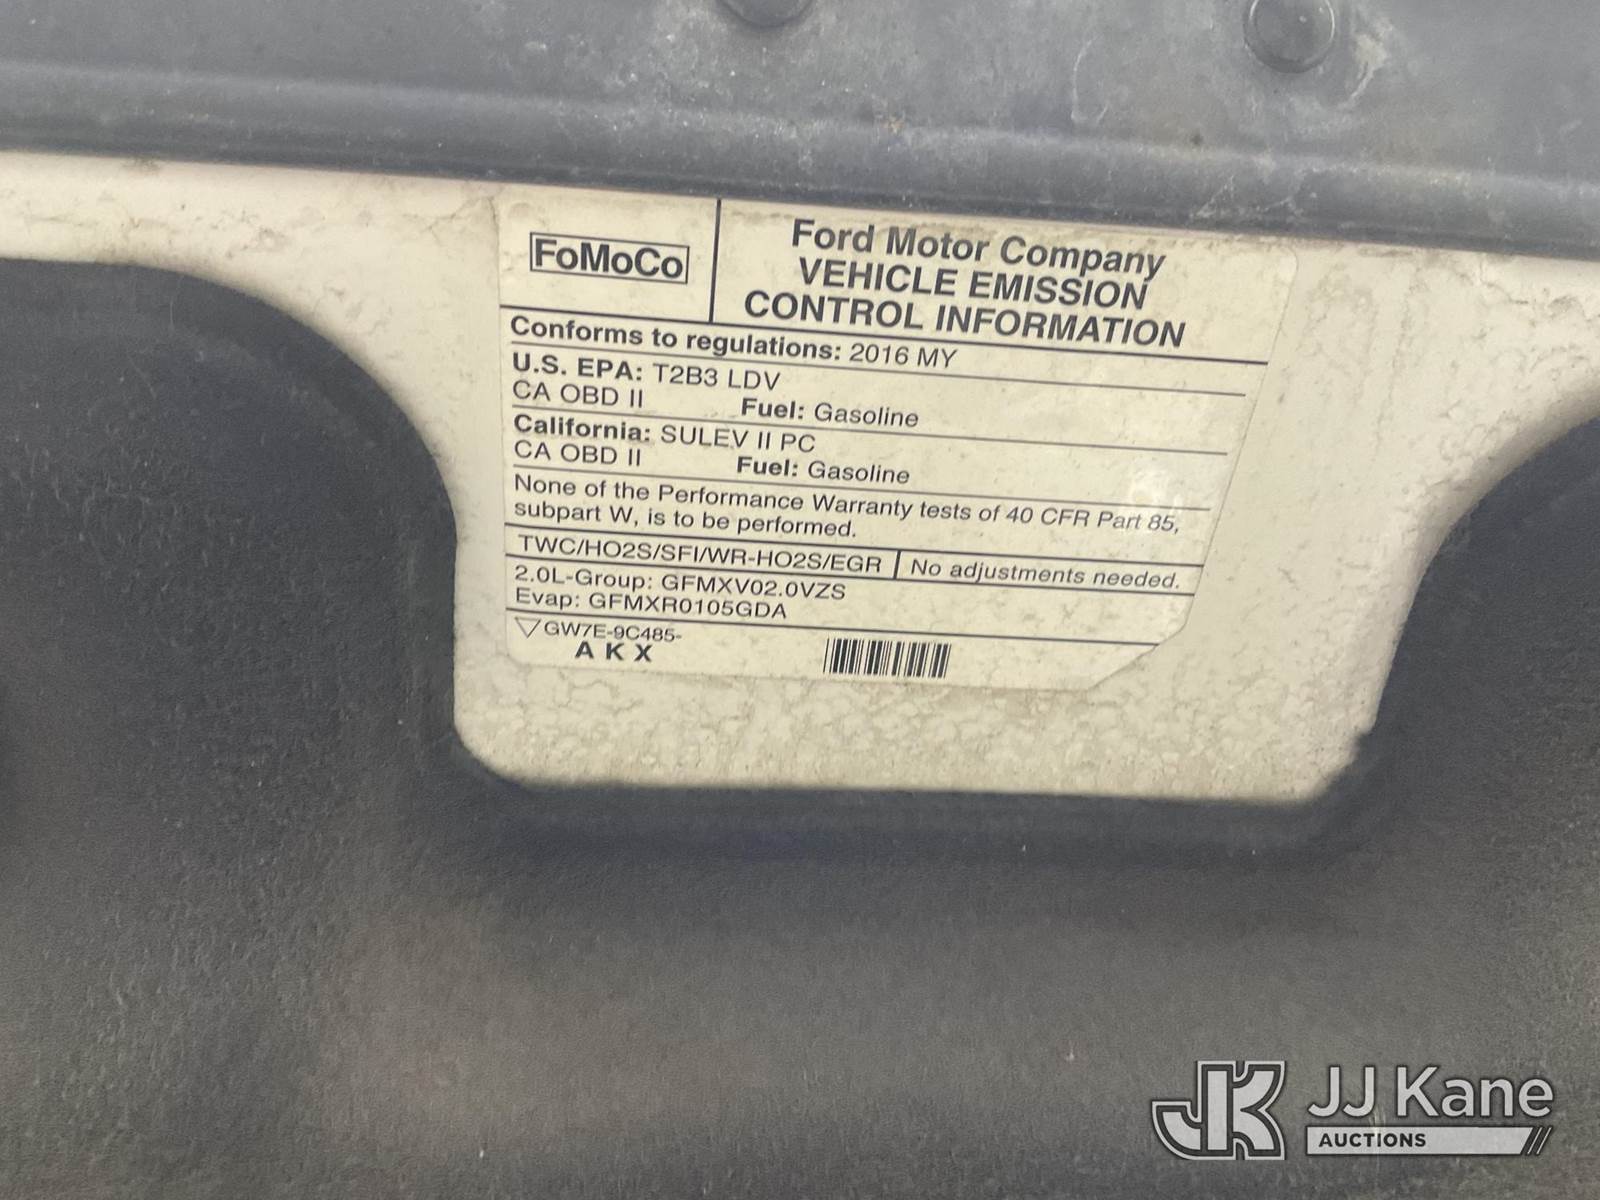 FoMoCo
Ford Motor Company
VEHICLE EMISSION
CONTROL INFORMATION
Conforms to regulations: 2016 MY
U.S. EPA: T2B3 LDV
CA OBD II Fuel: Gasoline
California: SULEV II PC
CA OBD II Fuel: Gasoline
None of the Performance Warranty tests of 40 CFR Part 85,
subpart W, is to be performed.
TWC/HO2S/SFI/WR-HO2S/EGR No adjustments needed.
2.0L-Group: GFMXV02.0VZS
Evap: GFMXR0105GDA
GW7E-9C485-
A K X
JK JJ Kane
AUCTIONS